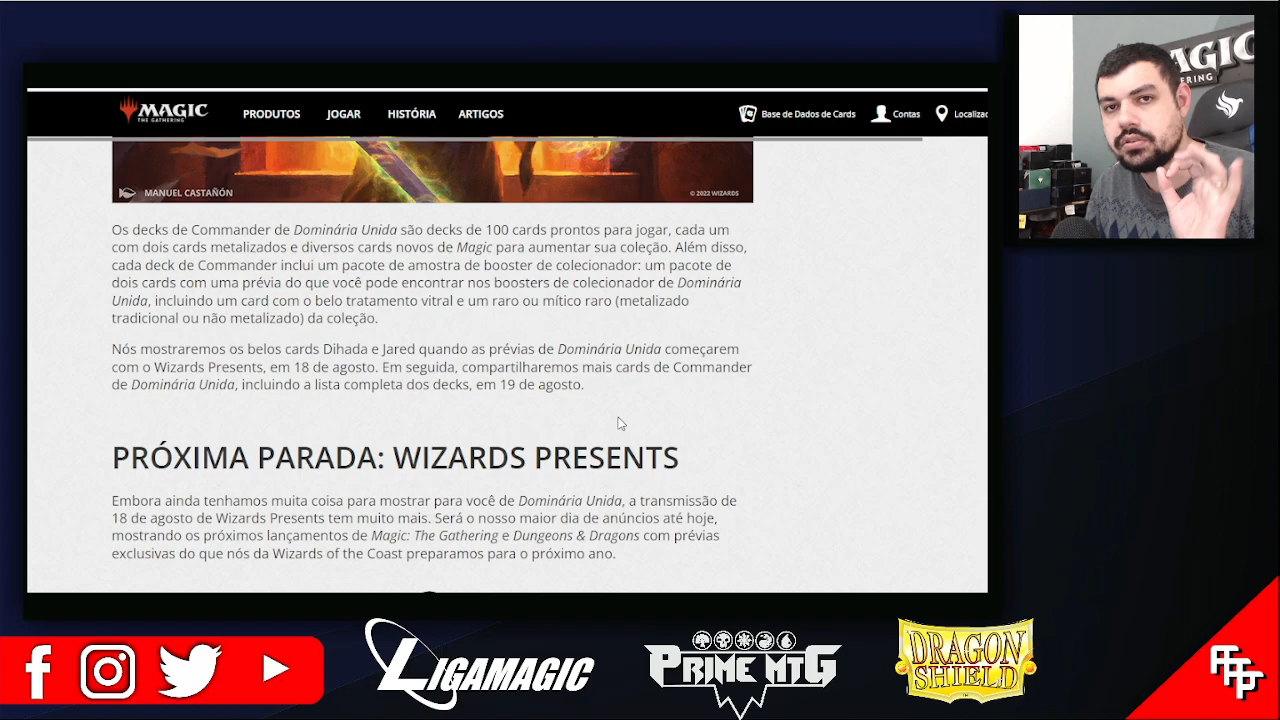 MAGIC
THE GATHERING
PRODUTOS
JOGAR
HISTÓRIA
ARTIGOS
Base de Dados de Cards
Contas
Localizac
AGIC
ERING
MANUEL CASTAÑÓN
© 2022 WIZARDS
Os decks de Commander de Dominária Unida são decks de 100 cards prontos para jogar, cada um
com dois cards metalizados e diversos cards novos de Magic para aumentar sua coleção. Além disso,
cada deck de Commander inclui um pacote de amostra de booster de colecionador: um pacote de
dois cards com uma prévia do que você pode encontrar nos boosters de colecionador de Dominária
Unida, incluindo um card com o belo tratamento vitral e um raro ou mítico raro (metalizado
tradicional ou não metalizado) da coleção.
Nós mostraremos os belos cards Dihada e Jared quando as prévias de Dominária Unida começarem
com o Wizards Presents, em 18 de agosto. Em seguida, compartilharemos mais cards de Commander
de Dominária Unida, incluindo a lista completa dos decks, em 19 de agosto.
PRÓXIMA PARADA: WIZARDS PRESENTS
Embora ainda tenhamos muita coisa para mostrar para você de Dominária Unida, a transmissão de
18 de agosto de Wizards Presents tem muito mais. Será o nosso maior dia de anúncios até hoje,
mostrando os próximos lançamentos de Magic: The Gathering e Dungeons & Dragons com prévias
exclusivas do que nós da Wizards of the Coast preparamos para o próximo ano.
LIGAMAGIC
PRIME MTG
DRAGON
SHIELD